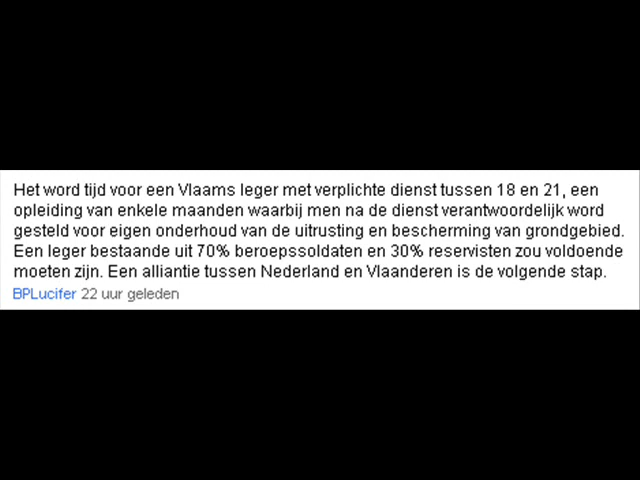 Het word tijd voor een Vlaams leger met verplichte dienst tussen 18 en 21, een
opleiding van enkele maanden waarbij men na de dienst verantwoordelijk word
gesteld voor eigen onderhoud van de uitrusting en bescherming van grondgebied.
Een leger bestaande uit 70% beroepssoldaten en 30% reservisten zou voldoende
moeten zijn. Een alliantie tussen Nederland en Vlaanderen is de volgende stap.
BPLucifer 22 uur geleden